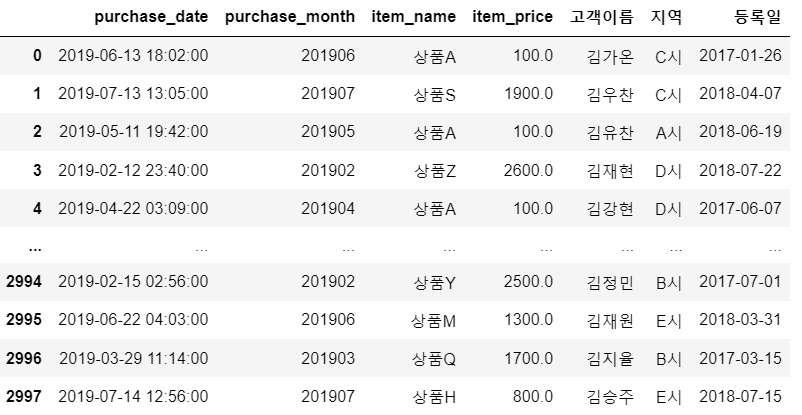 purchase_date purchase_month item_name item_price 고객이름 지역 등록일
0 2019-06-13 18:02:00 201906 상품A 100.0 김가온 C시 2017-01-26
1 2019-07-13 13:05:00 201907 상품S 1900.0 김우찬 C시 2018-04-07
2 2019-05-11 19:42:00 201905 상품A 100.0 김유찬 A시 2018-06-19
3 2019-02-12 23:40:00 201902 상품Z 2600.0 김재현 D시 2018-07-22
4 2019-04-22 03:09:00 201904 상품A 100.0 김강현 D시 2017-06-07
... ... ... ... ... ... ... ...
2994 2019-02-15 02:56:00 201902 상품Y 2500.0 김정민 B시 2017-07-01
2995 2019-06-22 04:03:00 201906 상품M 1300.0 김재원 E시 2018-03-31
2996 2019-03-29 11:14:00 201903 상품Q 1700.0 김지율 B시 2017-03-15
2997 2019-07-14 12:56:00 201907 상품H 800.0 김승주 E시 2018-07-15